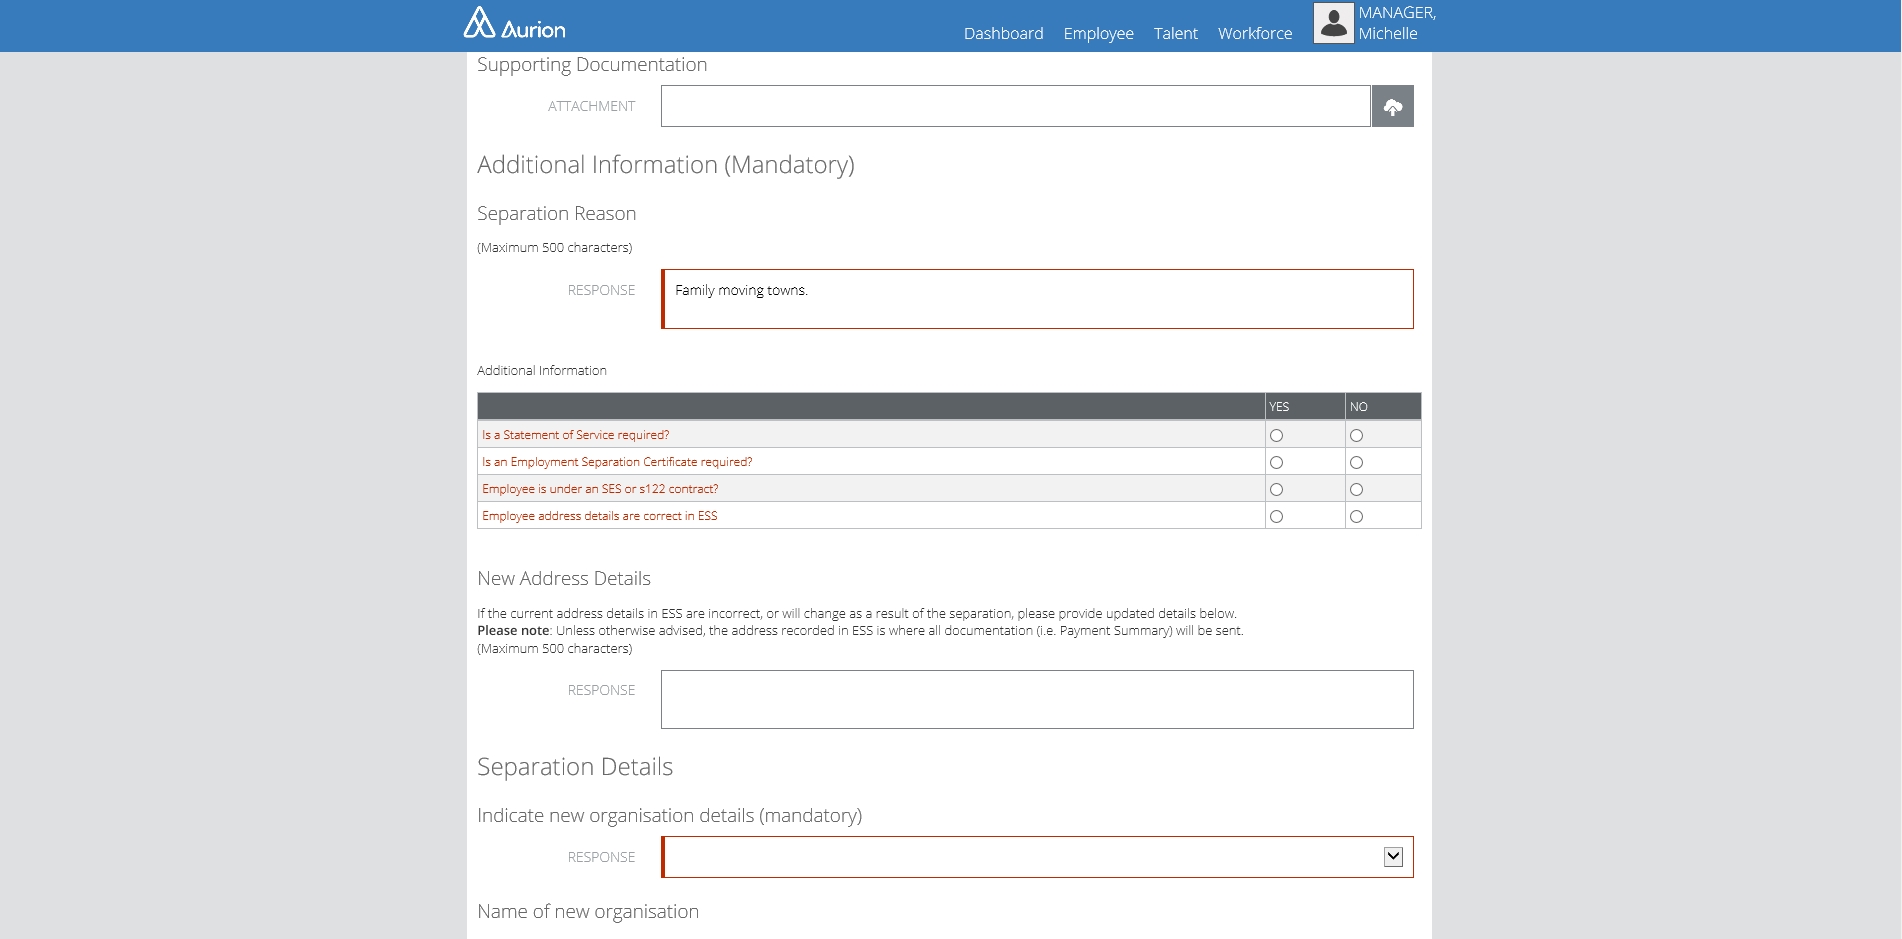 Aurion
Dashboard Employee Talent Workforce
MANAGER,
Michelle
Supporting Documentation
ATTACHMENT
Additional Information (Mandatory)
Separation Reason
(Maximum 500 characters)
RESPONSE
Family moving towns.
Additional Information
YES NO
Is a Statement of Service required?
Is an Employment Separation Certificate required?
Employee is under an SES or s122 contract?
Employee address details are correct in ESS
New Address Details
If the current address details in ESS are incorrect, or will change as a result of the separation, please provide updated details below.
Please note: Unless otherwise advised, the address recorded in ESS is where all documentation (i.e. Payment Summary) will be sent.
(Maximum 500 characters)
RESPONSE
Separation Details
Indicate new organisation details (mandatory)
RESPONSE
Name of new organisation